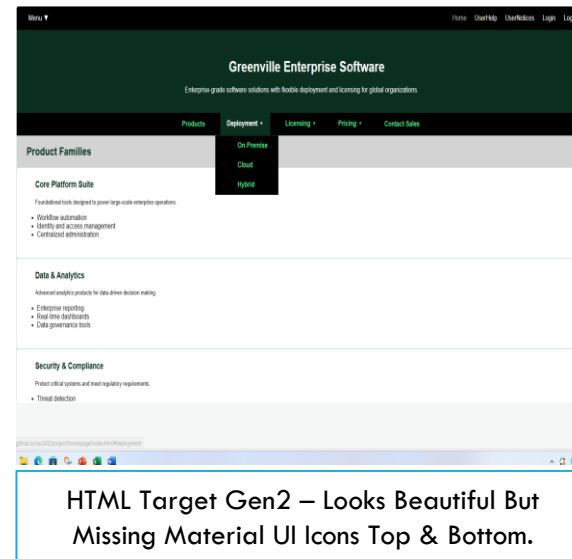 Menu ▼ Home UserHelp UserNotices Login
Greenville Enterprise Software
Enterprise-grade software solutions with flexible deployment and licensing for global organizations.
Products Deployment ▾ Licensing ▾ Pricing ▾ Contact Sales
On-Premise
Cloud
Hybrid
Product Families
Core Platform Suite
Foundational tools designed to power large-scale enterprise operations.
Workflow automation
Identity and access management
Centralized administration
Data & Analytics
Advanced analytics products for data-driven decision making.
Enterprise reporting
Real-time dashboards
Data governance tools
Security & Compliance
Protect critical systems and meet regulatory requirements.
Threat detection
HTML Target Gen2 – Looks Beautiful But
Missing Material UI Icons Top & Bottom.